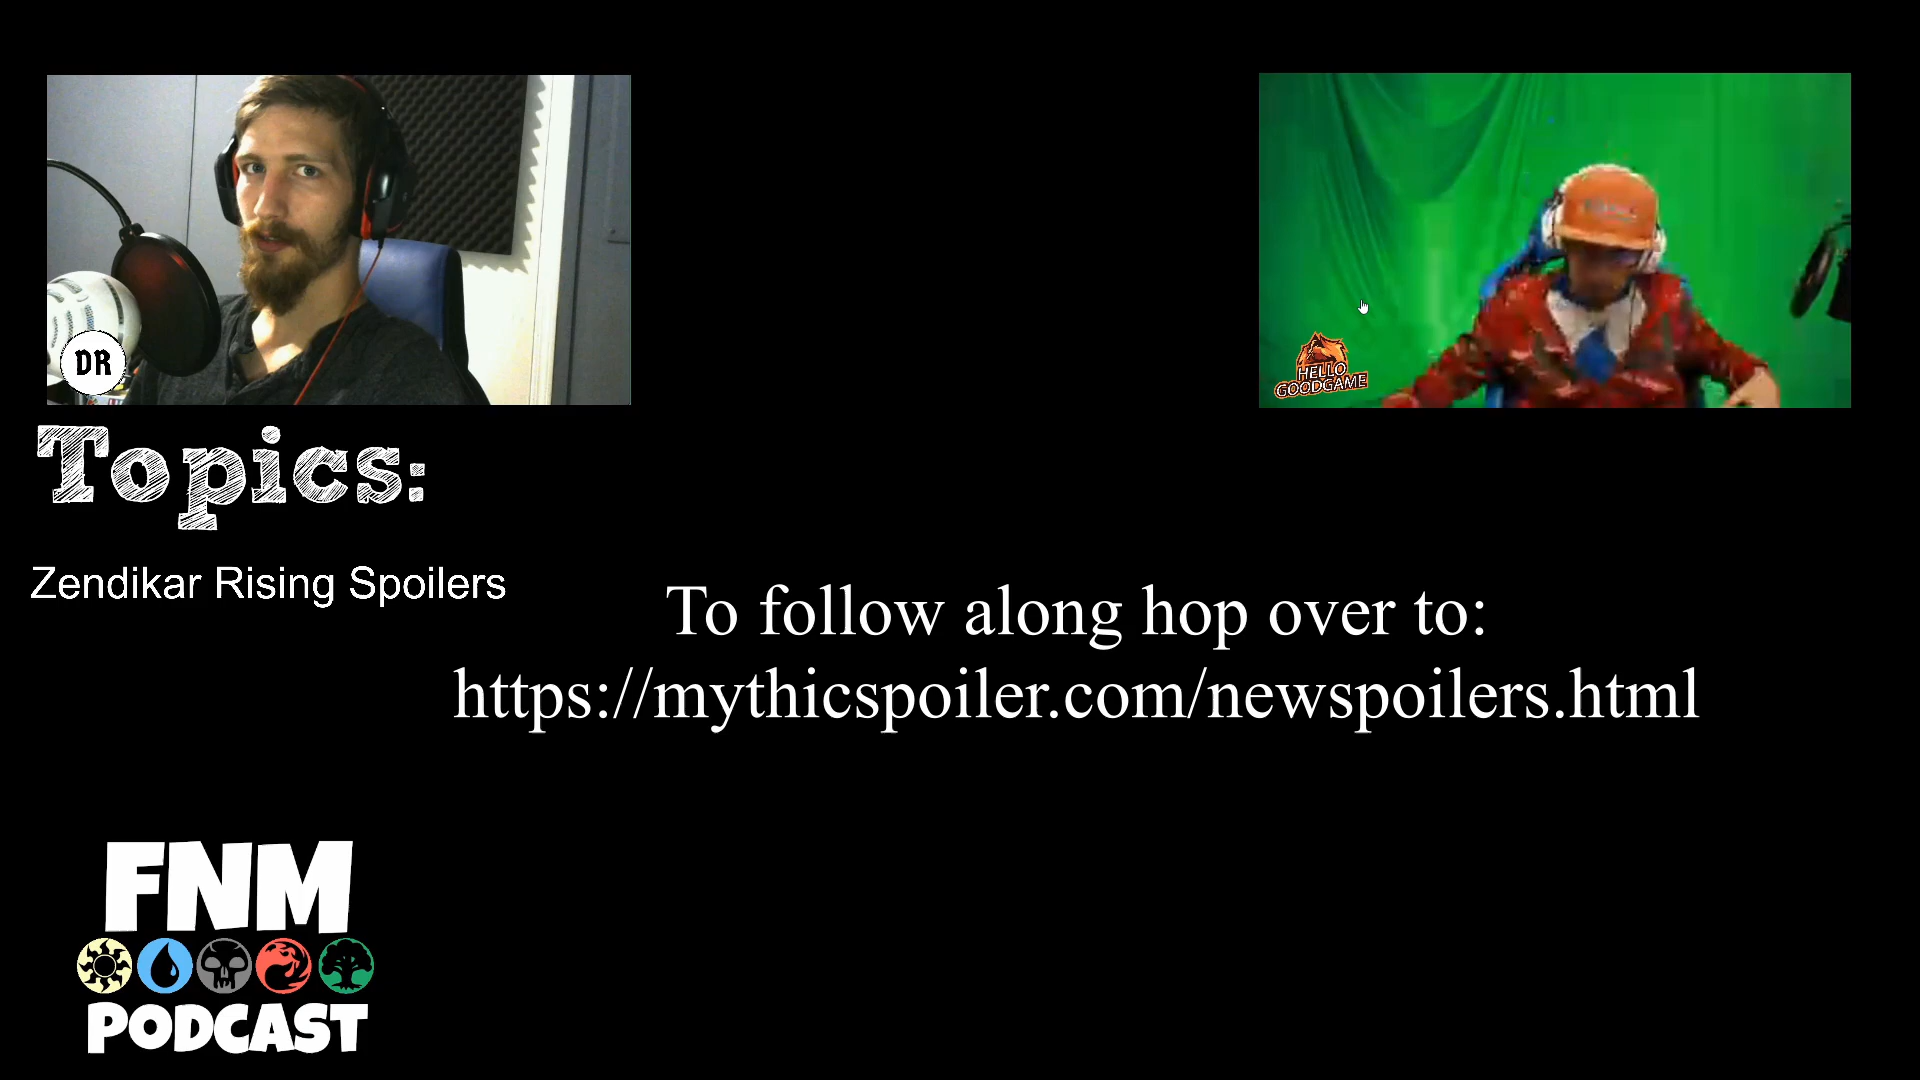 DR
HELLO
GOODGAME
Topics:
Zendikar Rising Spoilers
To follow along hop over to:
https://mythicspoiler.com/newspoilers.html
FNM
PODCAST